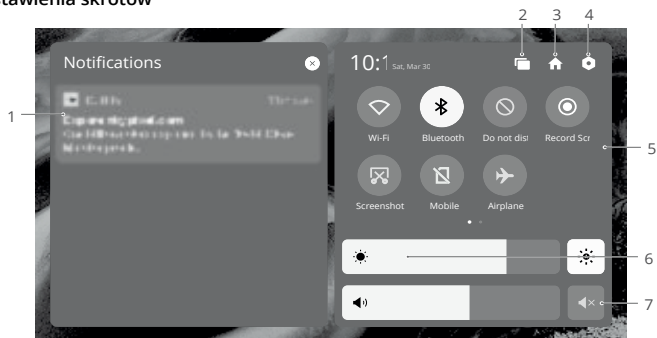 tawienia skrótów
2 3 4
Notifications
10:1 Sat, Mar 30
1
Wi-Fi Bluetooth Do not dist Record Scr
5
Screenshot Mobile Airplane
6
7